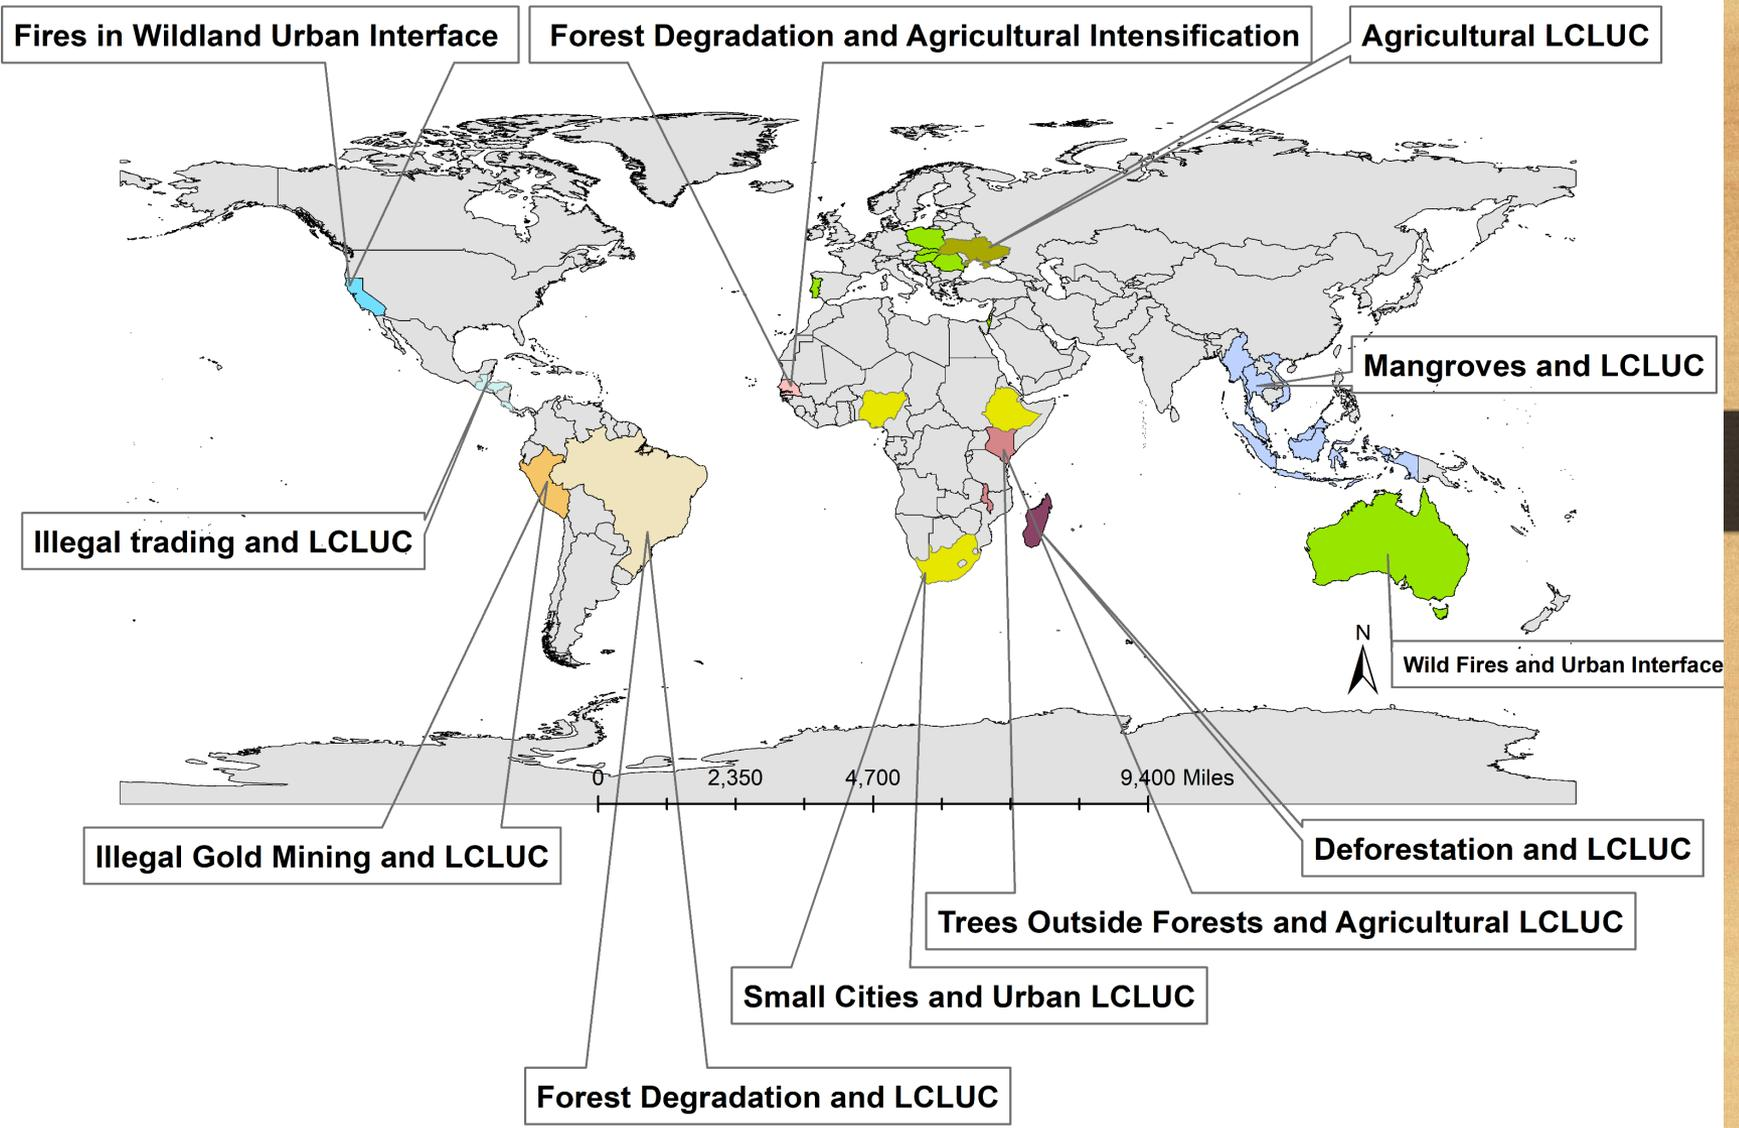 Fires in Wildland Urban Interface
Forest Degradation and Agricultural Intensification
Agricultural LCLUC
Mangroves and LCLUC
Illegal trading and LCLUC
N
Wild Fires and Urban Interface
0 2,350 4,700 9,400 Miles
Illegal Gold Mining and LCLUC
Deforestation and LCLUC
Trees Outside Forests and Agricultural LCLUC
Small Cities and Urban LCLUC
Forest Degradation and LCLUC